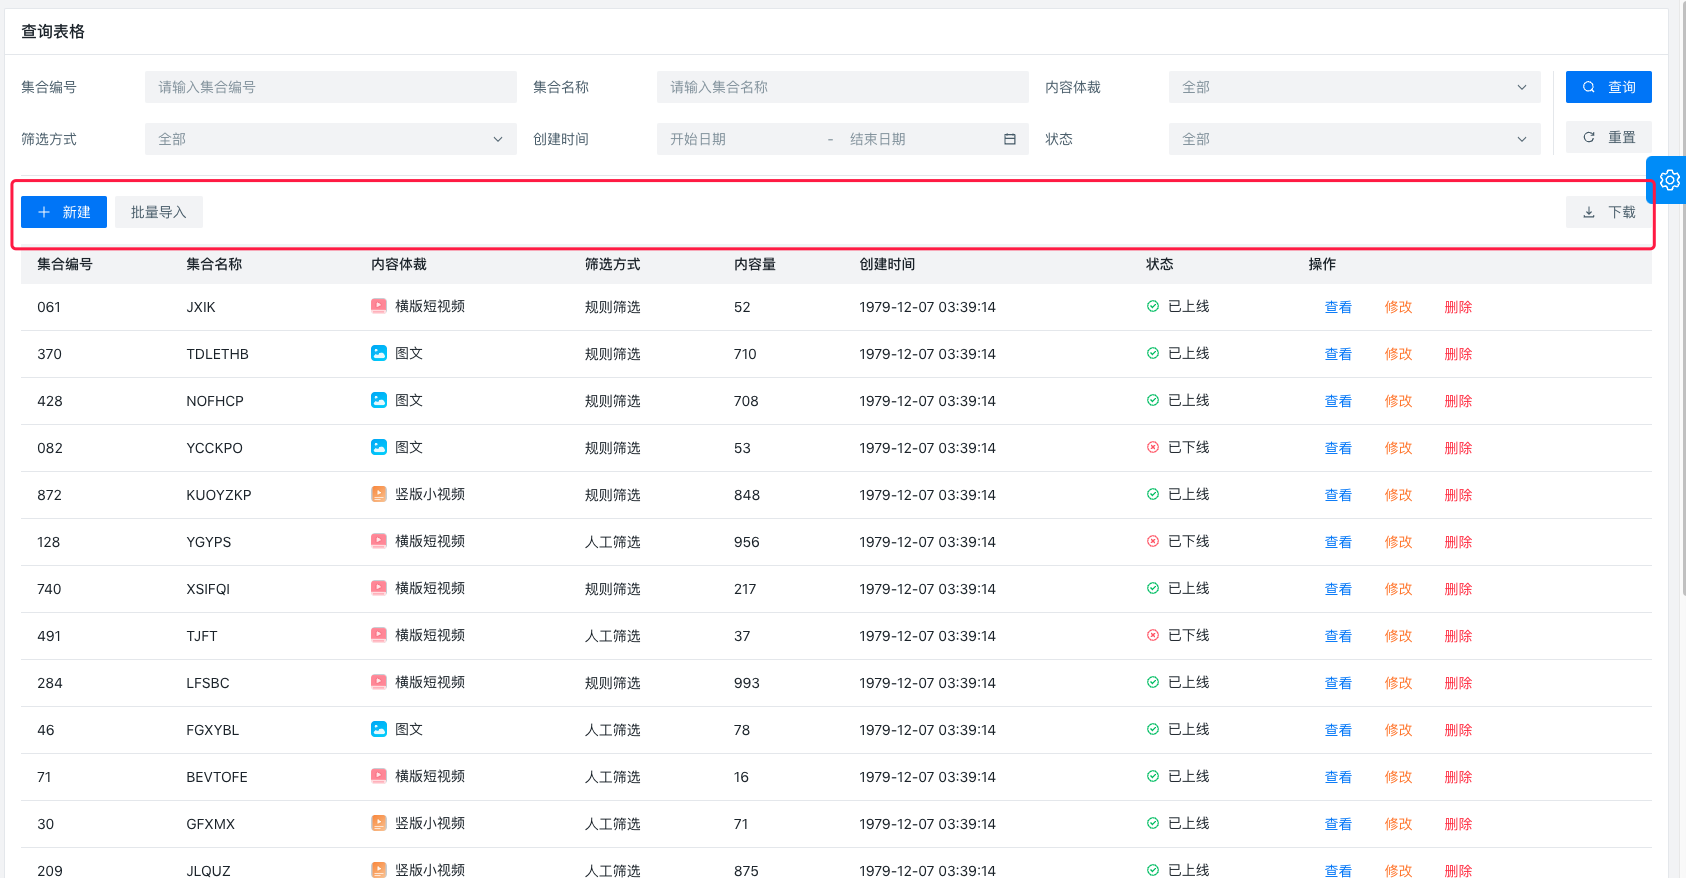 查询表格
集合编号 请输入集合编号 集合名称 请输入集合名称 内容体裁 全部 查询
筛选方式 全部 创建时间 开始日期 - 结束日期 状态 全部 重置
新建 批量导入 下载
集合编号 集合名称 内容体裁 筛选方式 内容量 创建时间 状态 操作
061 JXIK 横版短视频 规则筛选 52 1979-12-07 03:39:14 已上线 查看 修改 删除
370 TDLETHB 图文 规则筛选 710 1979-12-07 03:39:14 已上线 查看 修改 删除
428 NOFHCP 图文 规则筛选 708 1979-12-07 03:39:14 已上线 查看 修改 删除
082 YCCKPO 图文 规则筛选 53 1979-12-07 03:39:14 已下线 查看 修改 删除
872 KUOYZKP 竖版小视频 规则筛选 848 1979-12-07 03:39:14 已上线 查看 修改 删除
128 YGYPS 横版短视频 人工筛选 956 1979-12-07 03:39:14 已下线 查看 修改 删除
740 XSIFQI 横版短视频 规则筛选 217 1979-12-07 03:39:14 已上线 查看 修改 删除
491 TJFT 横版短视频 人工筛选 37 1979-12-07 03:39:14 已下线 查看 修改 删除
284 LFSBC 横版短视频 规则筛选 993 1979-12-07 03:39:14 已上线 查看 修改 删除
46 FGXYBL 图文 人工筛选 78 1979-12-07 03:39:14 已上线 查看 修改 删除
71 BEVTOFE 横版短视频 人工筛选 16 1979-12-07 03:39:14 已上线 查看 修改 删除
30 GFXMX 竖版小视频 人工筛选 71 1979-12-07 03:39:14 已上线 查看 修改 删除
209 JLQUZ 竖版小视频 人工筛选 875 1979-12-07 03:39:14 已上线 查看 修改 删除